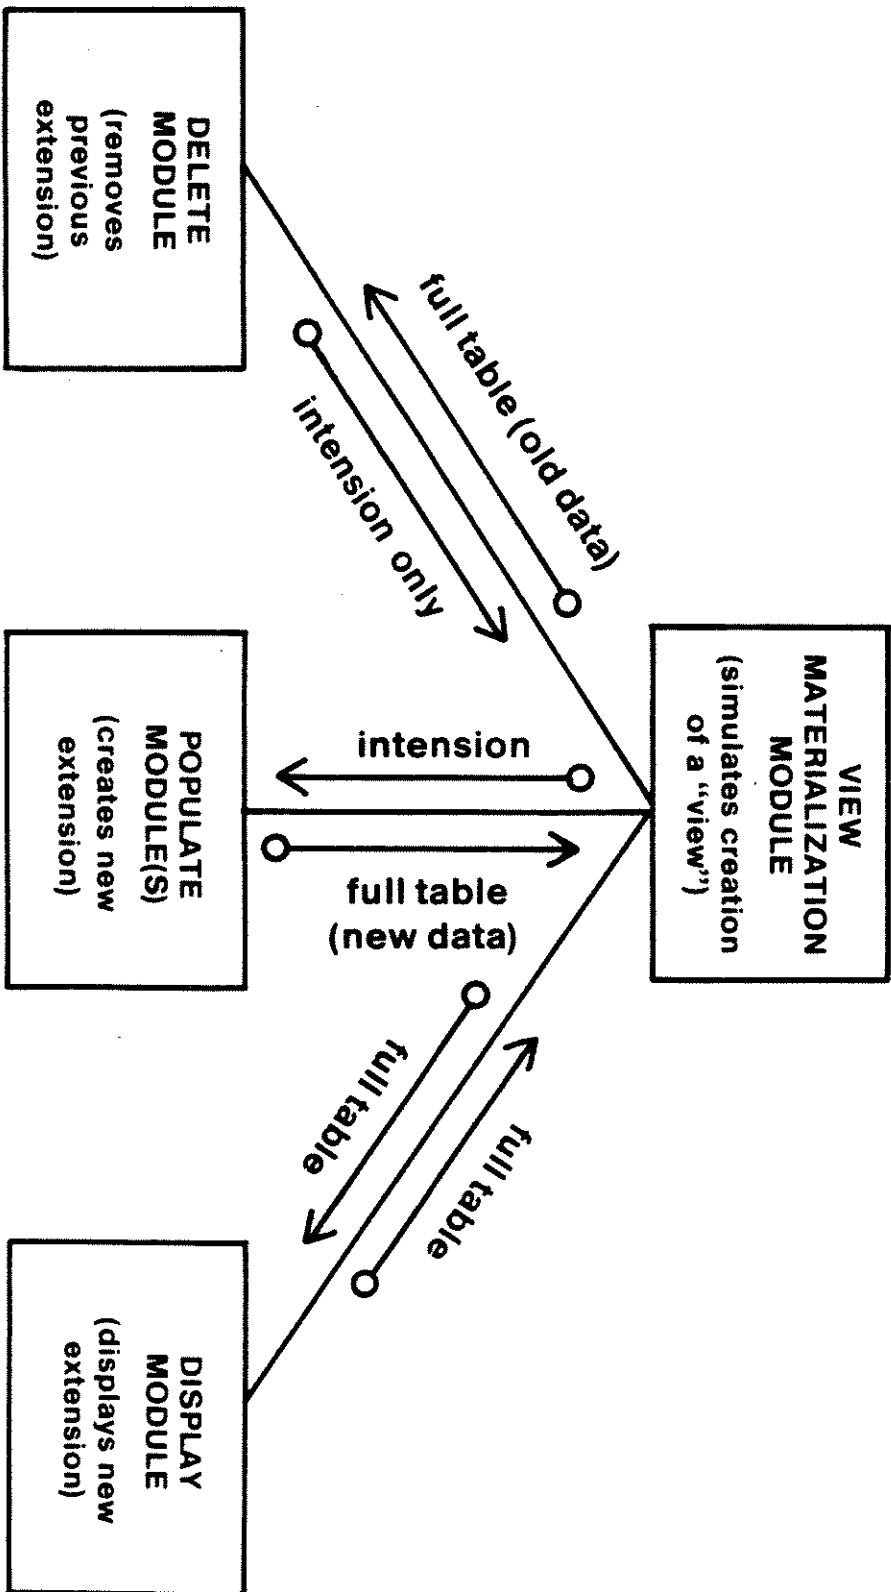 VIEW
MATERIALIZATION
MODULE
(simulates creation
of a “view”)
full table (old data)
intension only
intension
full table
(new data)
full table
full table
DELETE
MODULE
(removes
previous
extension)
POPULATE
MODULE(S)
(creates new
extension)
DISPLAY
MODULE
(displays new
extension)